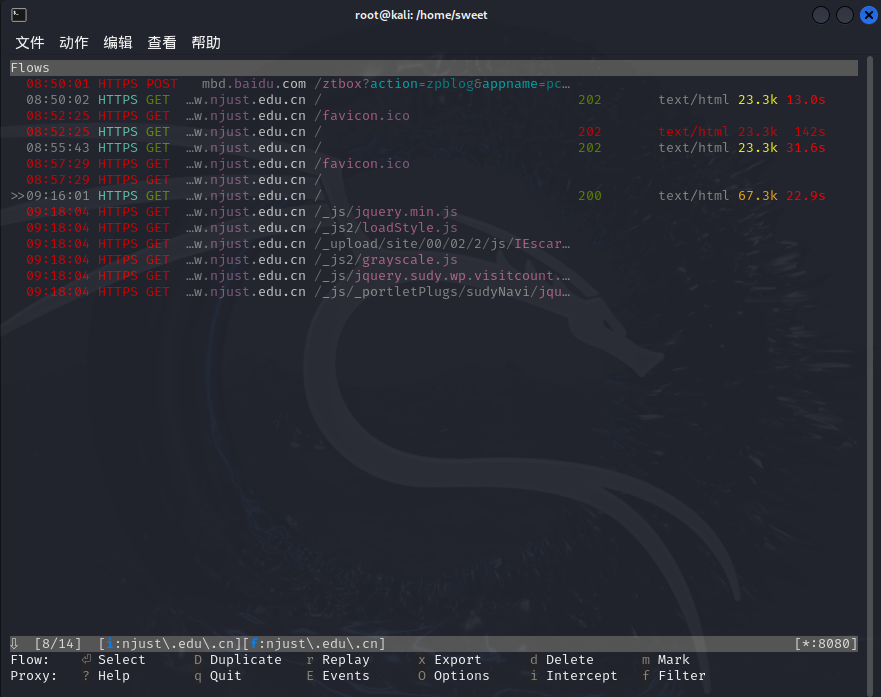 root@kali: /home/sweet
文件 动作 编辑 查看 帮助
Flows
08:50:01 HTTPS POST mbd.baidu.com /ztbox?action=zpblog&appname=pc…
08:50:02 HTTPS GET …w.njust.edu.cn / 202 text/html 23.3k 13.0s
08:52:25 HTTPS GET …w.njust.edu.cn /favicon.ico
08:52:25 HTTPS GET …w.njust.edu.cn / 202 text/html 23.3k 142s
08:55:43 HTTPS GET …w.njust.edu.cn / 202 text/html 23.3k 31.6s
08:57:29 HTTPS GET …w.njust.edu.cn /favicon.ico
08:57:29 HTTPS GET …w.njust.edu.cn /
>>09:16:01 HTTPS GET …w.njust.edu.cn / 200 text/html 67.3k 22.9s
09:18:04 HTTPS GET …w.njust.edu.cn /_js/jquery.min.js
09:18:04 HTTPS GET …w.njust.edu.cn /_js2/loadStyle.js
09:18:04 HTTPS GET …w.njust.edu.cn /_upload/site/00/02/2/js/IEscar…
09:18:04 HTTPS GET …w.njust.edu.cn /_js2/grayscale.js
09:18:04 HTTPS GET …w.njust.edu.cn /_js/jquery.sudy.wp.visitcount.…
09:18:04 HTTPS GET …w.njust.edu.cn /_js/_portletPlugs/sudyNavi/jqu…
⇩ [8/14] [i:njust\.edu\.cn][f:njust\.edu\.cn] [*:8080]
Flow: ⏎ Select D Duplicate r Replay x Export d Delete m Mark
Proxy: ? Help q Quit E Events O Options i Intercept f Filter